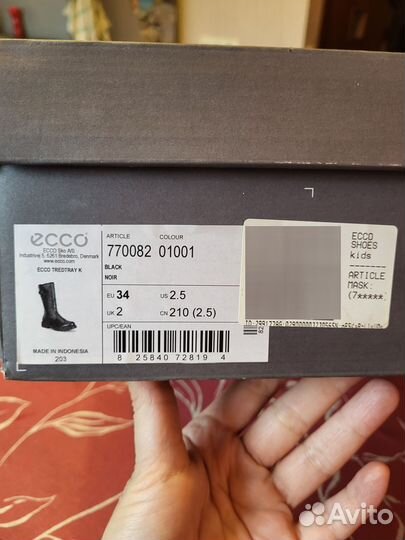 ecco
ECCO Sko A/S
Industrivej 5, 6261 Bredebro, Denmark
www.ecco.com
ECCO TREDTRAY K
MADE IN INDONESIA
203
ARTICLE COLOUR
770082 01001
BLACK
NOIR
EU 34 US 2.5
UK 2 CN 210 (2.5)
UPC/EAN
8 25840 72819 4
ECCO
SHOES
kids
ARTICLE
MASK:
(7*****
Avito